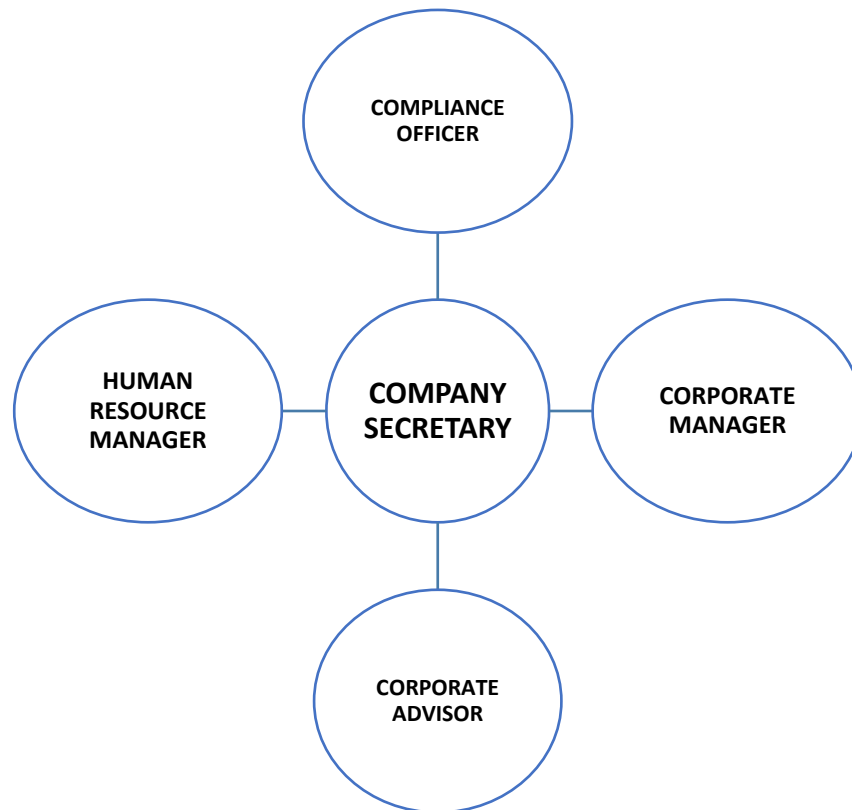 COMPLIANCE
OFFICER
HUMAN
RESOURCE
MANAGER
COMPANY
SECRETARY
CORPORATE
MANAGER
CORPORATE
ADVISOR